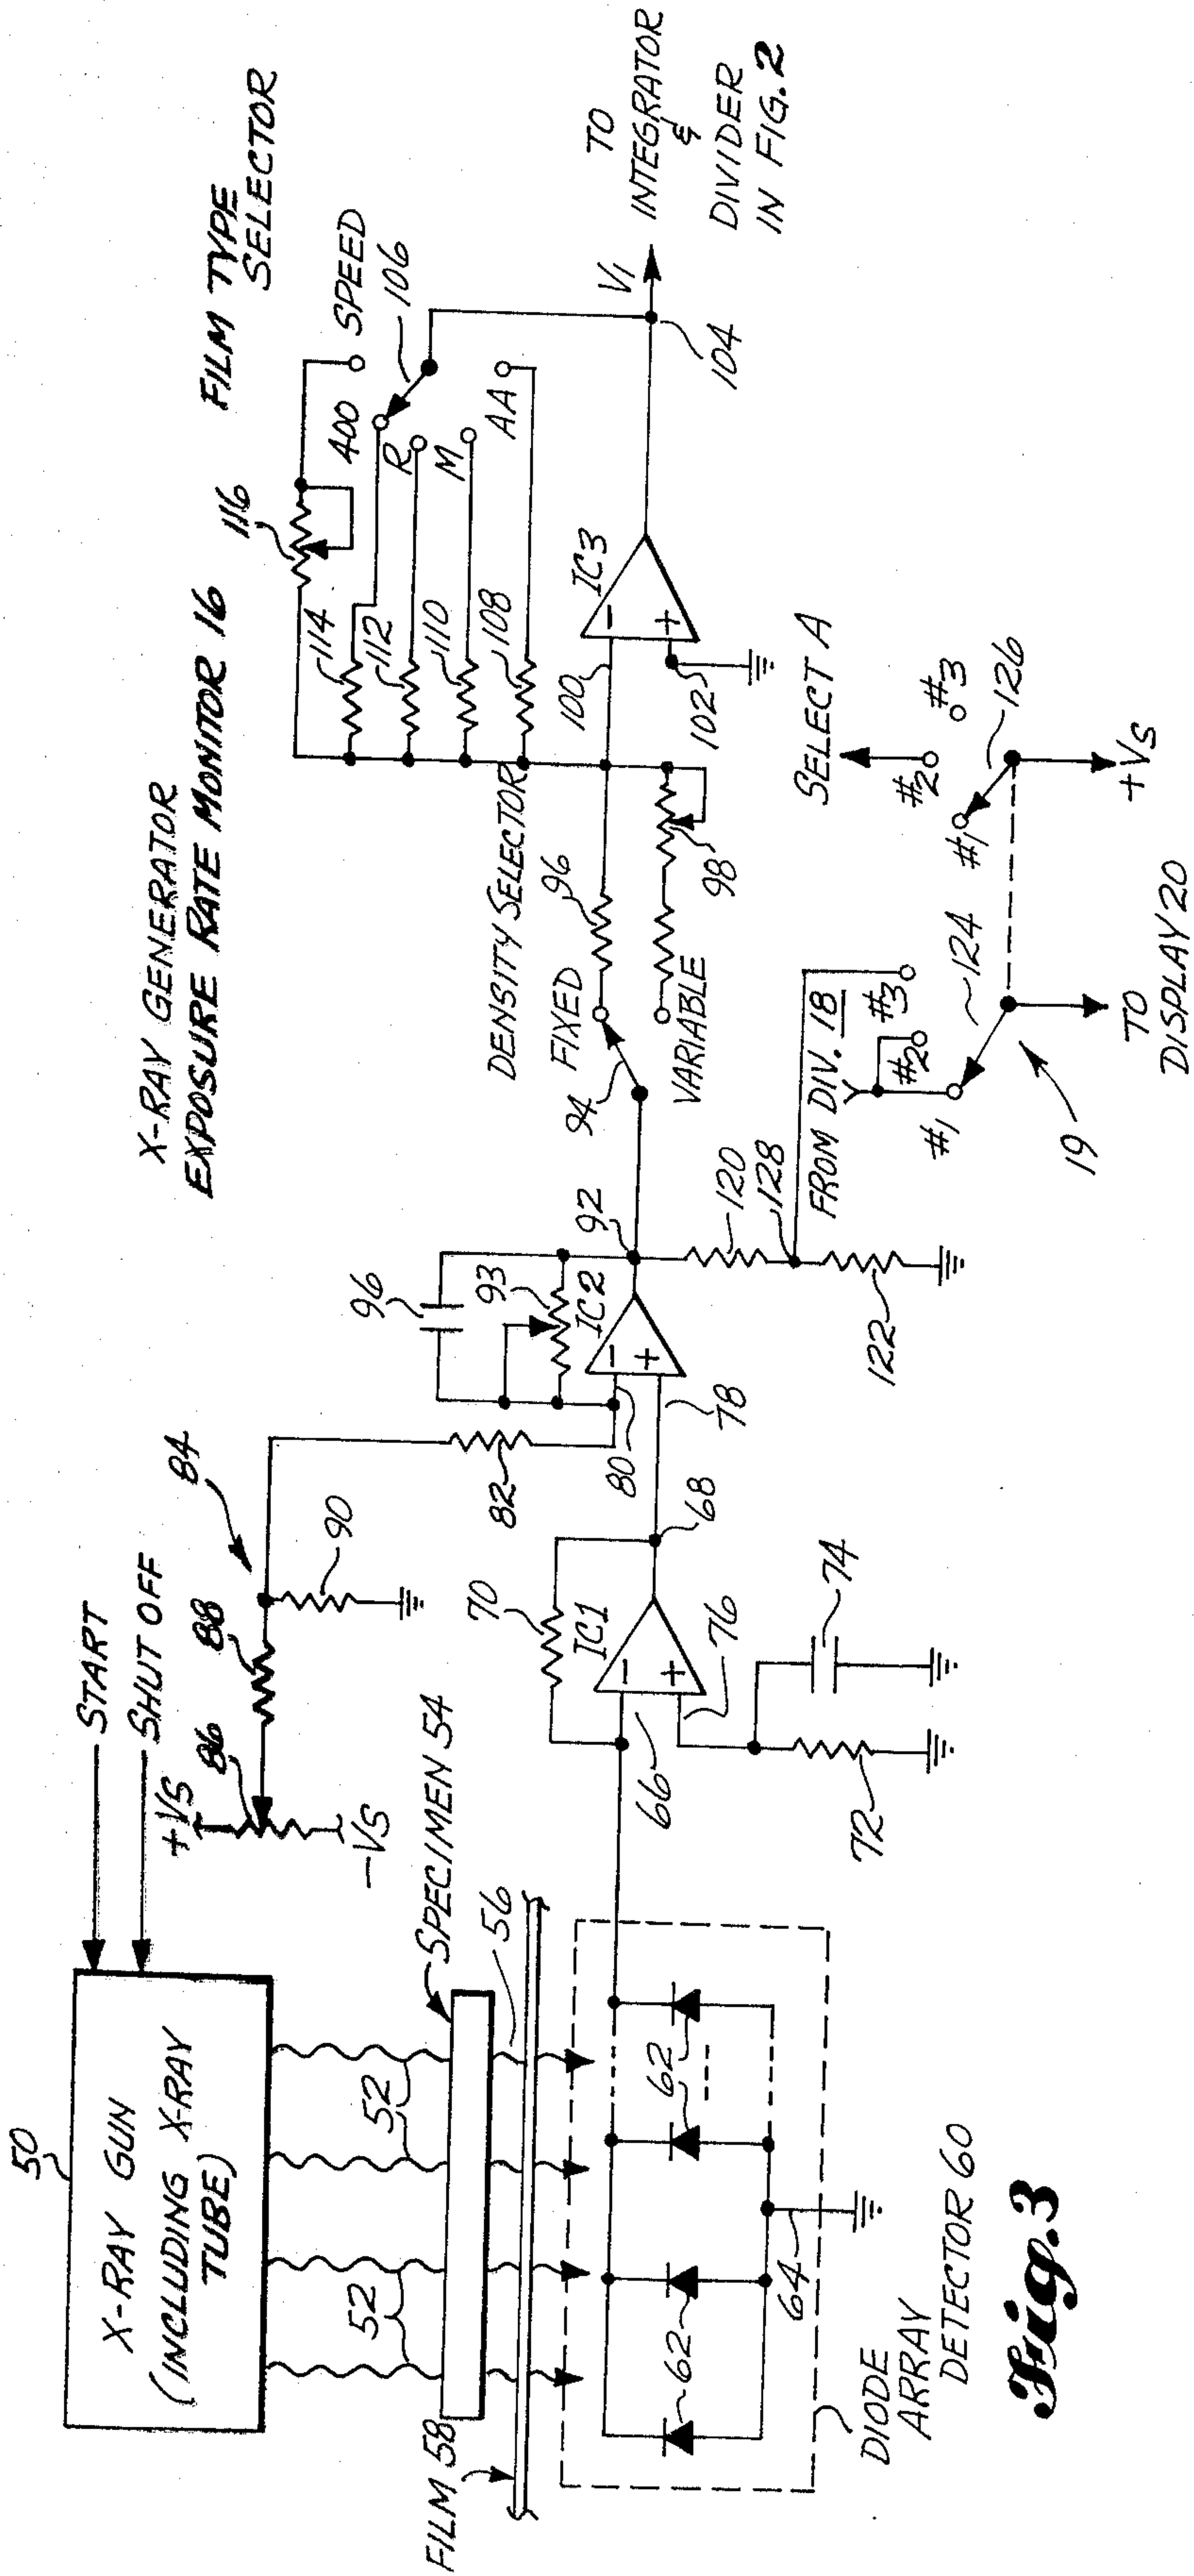 X-RAY GENERATOR
EXPOSURE RATE MONITOR 16
50
X-RAY GUN
(INCLUDING X-RAY
TUBE)
START
SHUT OFF
52
52
SPECIMEN 54
56
FILM 58
62
62
64
DIODE
ARRAY
DETECTOR 60
+VS
-VS
86
88
84
90
82
66
70
IC1
76
72
74
68
78
80
96
93
IC2
92
120
128
122
94
FIXED
VARIABLE
DENSITY SELECTOR
96
98
100
102
IC3
116
114
112
110
108
FILM TYPE
SELECTOR
400
SPEED
R
M
AA
106
104
V1
TO
INTEGRATOR
&
DIVIDER
IN FIG. 2
FROM DIV. 18
#1
#2
#3
124
19
TO
DISPLAY 20
SELECT A
#1
#2
#3
126
+VS
Fig. 3